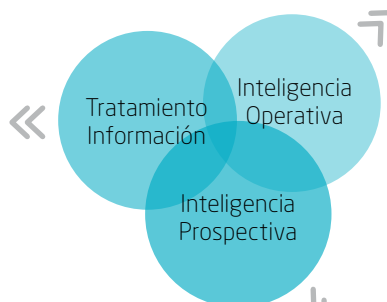 Tratamiento
Información
Inteligencia
Operativa
Inteligencia
Prospectiva